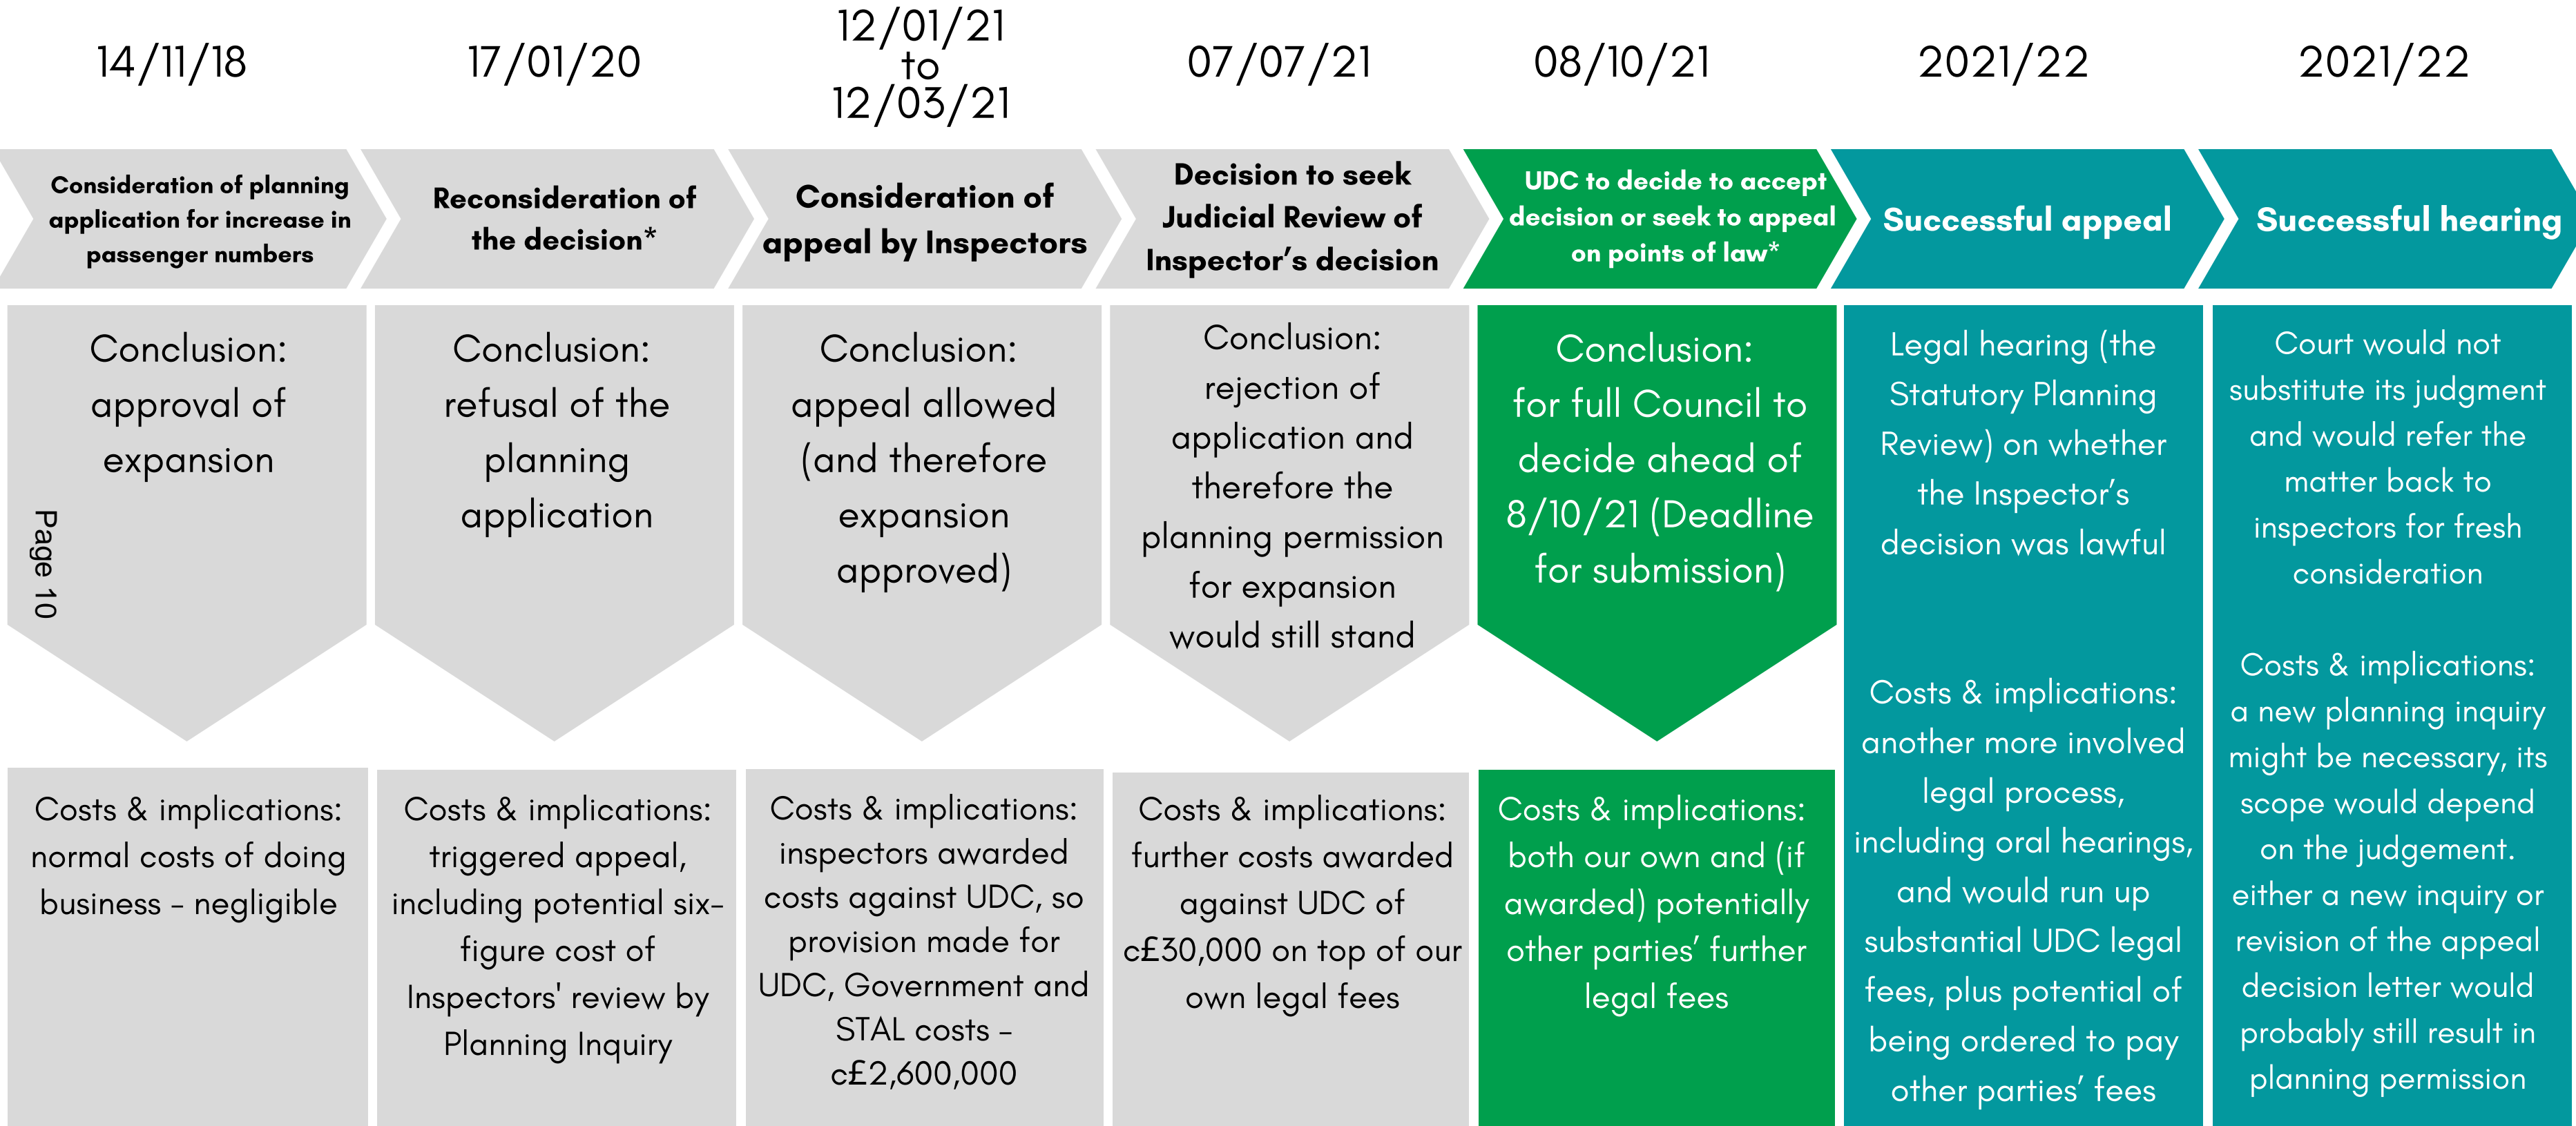 14/11/18
17/01/20
12/01/21
to
12/03/21
07/07/21
08/10/21
2021/22
2021/22
Consideration of planning
application for increase in
passenger numbers
Reconsideration of
the decision*
Consideration of
appeal by Inspectors
Decision to seek
Judicial Review of
Inspector’s decision
UDC to decide to accept
decision or seek to appeal
on points of law*
Successful appeal
Successful hearing
Conclusion:
approval of
expansion
Page 10
Costs & implications:
normal costs of doing
business - negligible
Conclusion:
refusal of the
planning
application
Costs & implications:
triggered appeal,
including potential six-
figure cost of
Inspectors' review by
Planning Inquiry
Conclusion:
appeal allowed
(and therefore
expansion
approved)
Costs & implications:
inspectors awarded
costs against UDC, so
provision made for
UDC, Government and
STAL costs -
c£2,600,000
Conclusion:
rejection of
application and
therefore the
planning permission
for expansion
would still stand
Costs & implications:
further costs awarded
against UDC of
c£30,000 on top of our
own legal fees
Conclusion:
for full Council to
decide ahead of
8/10/21 (Deadline
for submission)
Costs & implications:
both our own and (if
awarded) potentially
other parties’ further
legal fees
Legal hearing (the
Statutory Planning
Review) on whether
the Inspector’s
decision was lawful
Costs & implications:
another more involved
legal process,
including oral hearings,
and would run up
substantial UDC legal
fees, plus potential of
being ordered to pay
other parties’ fees
Court would not
substitute its judgment
and would refer the
matter back to
inspectors for fresh
consideration
Costs & implications:
a new planning inquiry
might be necessary, its
scope would depend
on the judgement.
either a new inquiry or
revision of the appeal
decision letter would
probably still result in
planning permission